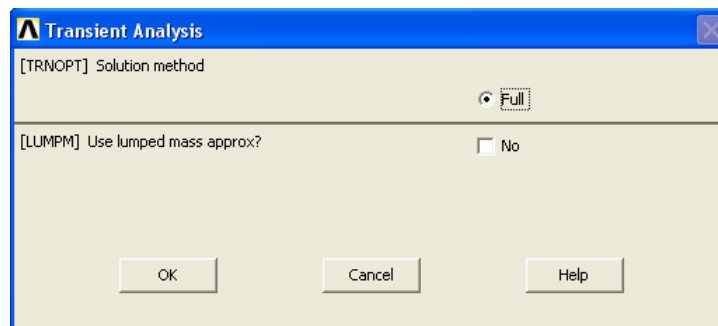 Transient Analysis
[TRNOPT] Solution method
Full
[LUMPM] Use lumped mass approx?
No
OK Cancel Help